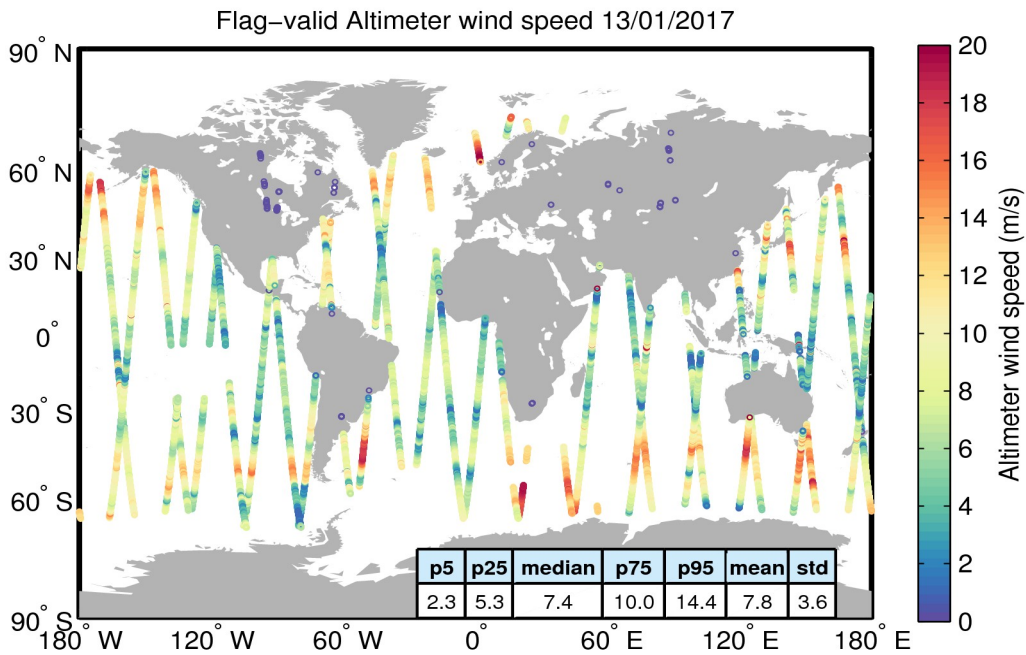 Flag−valid Altimeter wind speed 13/01/2017
90° N
60° N
30° N
0°
30° S
60° S
90° S
180° W
120° W
60° W
0°
60° E
120° E
180° E
p5 p25 median p75 p95 mean std
2.3 5.3 7.4 10.0 14.4 7.8 3.6
20
18
16
14
12
10
8
6
4
2
0
Altimeter wind speed (m/s)